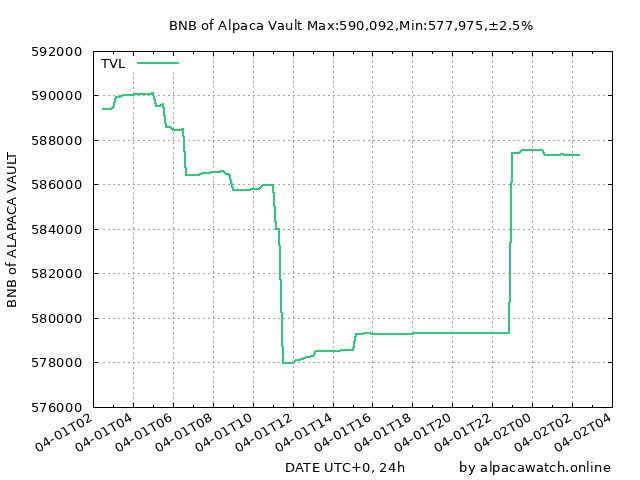 BNB of Alpaca Vault Max:590,092,Min:577,975,±2.5%
TVL
592000
590000
588000
586000
584000
582000
580000
578000
576000
BNB of ALAPACA VAULT
04-01T02
04-01T04
04-01T06
04-01T08
04-01T10
04-01T12
04-01T14
04-01T16
04-01T18
04-01T20
04-01T22
04-02T00
04-02T02
04-02T04
DATE UTC+0, 24h
by alpacawatch.online